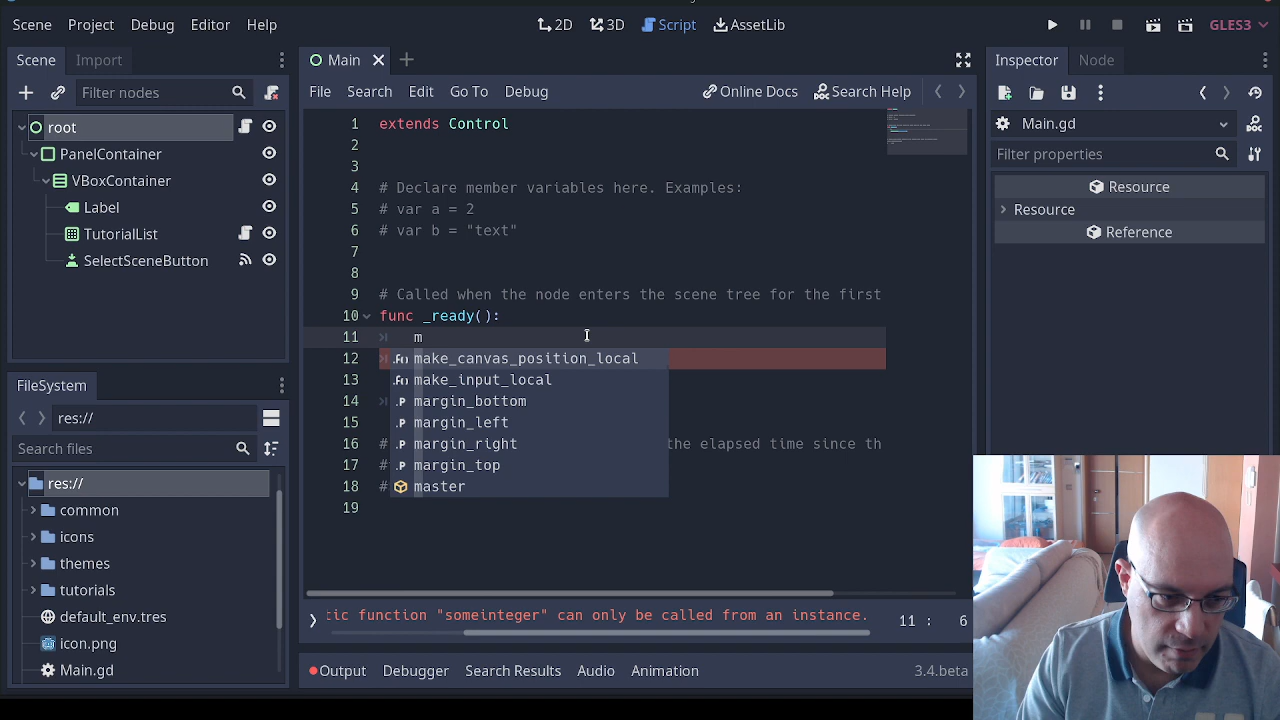 Scene Project Debug Editor Help
2D 3D Script AssetLib
GLES3
Scene Import
Filter nodes
root
PanelContainer
VBoxContainer
Label
TutorialList
SelectSceneButton
FileSystem
res://
Search files
res://
common
icons
themes
tutorials
default_env.tres
icon.png
Main.gd
Main
File Search Edit Go To Debug
Online Docs Search Help
1 extends Control
2
3
4 # Declare member variables here. Examples:
5 # var a = 2
6 # var b = "text"
7
8
9 # Called when the node enters the scene tree for the first
10 func _ready():
11 m
12 make_canvas_position_local
13 make_input_local
14 margin_bottom
15 margin_left
16 # margin_right the elapsed time since th
17 # margin_top
18 # master
19
tic function "someinteger" can only be called from an instance.
11 : 6
Output Debugger Search Results Audio Animation 3.4.beta
Inspector Node
Main.gd
Filter properties
Resource
Resource
Reference